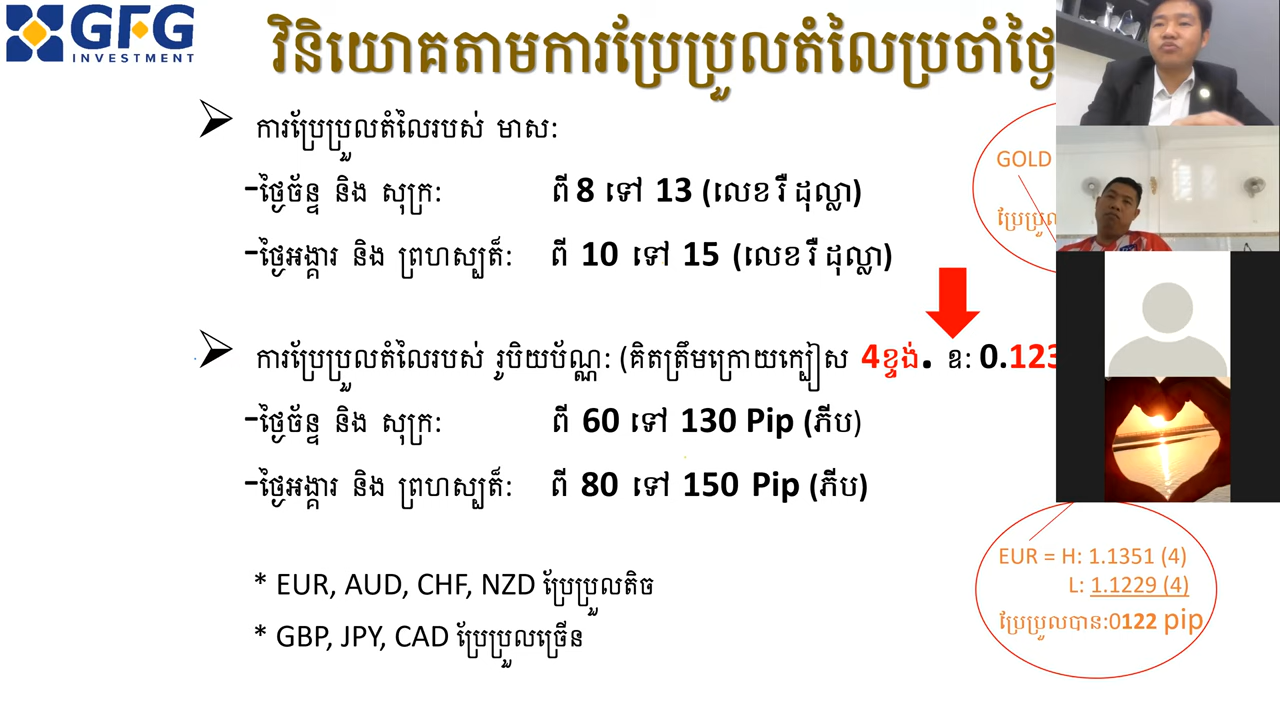 GFG
INVESTMENT
វិនិយោគតាមការប្រែប្រួលតំលៃប្រចាំថ្ងៃ
ការប្រែប្រួលតំលៃរបស់ មាស:
-ថ្ងៃច័ន្ទ និង សុក្រ: ពី 8 ទៅ 13 (លេខ រឺ ដុល្លា)
-ថ្ងៃអង្គារ និង ព្រហស្បត៏: ពី 10 ទៅ 15 (លេខ រឺ ដុល្លា)
GOLD
ការប្រែប្រួលតំលៃរបស់ រូបិយប័ណ្ណ: (គិតត្រឹមក្រោយក្បៀស 4ខ្ទង់. ឧ: 0.123
-ថ្ងៃច័ន្ទ និង សុក្រ: ពី 60 ទៅ 130 Pip (ភីប)
-ថ្ងៃអង្គារ និង ព្រហស្បត៏: ពី 80 ទៅ 150 Pip (ភីប)
* EUR, AUD, CHF, NZD ប្រែប្រួលតិច
* GBP, JPY, CAD ប្រែប្រួលច្រើន
EUR = H: 1.1351 (4)
L: 1.1229 (4)
ប្រែប្រួលបាន:0122 pip